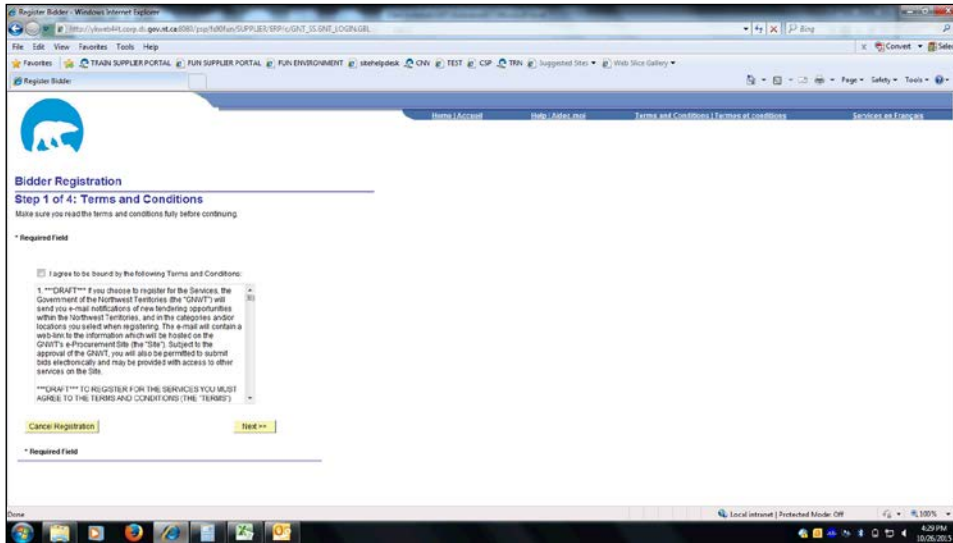 Register Bidder - Windows Internet Explorer
Bing
File Edit View Favorites Tools Help
Convert Selec
Favorites TRAIN SUPPLIER PORTAL FUN SUPPLIER PORTAL FUN ENVIRONMENT sitehelpdesk CNV TEST CSP TRN Suggested Sites Web Slice Gallery
Register Bidder
Page Safety Tools
Home | Accueil Help | Aidez moi Terms and Conditions | Termes et conditions Services en Français
Bidder Registration
Step 1 of 4: Terms and Conditions
Make sure you read the terms and conditions fully before continuing.
* Required Field
I agree to be bound by the following Terms and Conditions:
1. ***DRAFT*** If you choose to register for the Services, the
Government of the Northwest Territories (the "GNWT") will
send you e-mail notifications of new tendering opportunities
within the Northwest Territories, and in the categories and/or
locations you select when registering. The e-mail will contain a
web-link to the information which will be hosted on the
GNWT's e-Procurement Site (the "Site"). Subject to the
approval of the GNWT, you will also be permitted to submit
bids electronically and may be provided with access to other
services on the Site.
***DRAFT*** TO REGISTER FOR THE SERVICES YOU MUST
AGREE TO THE TERMS AND CONDITIONS (THE "TERMS")
Cancel Registration Next >>
* Required Field
Done Local intranet | Protected Mode: Off 100%
4:29 PM
10/26/2015